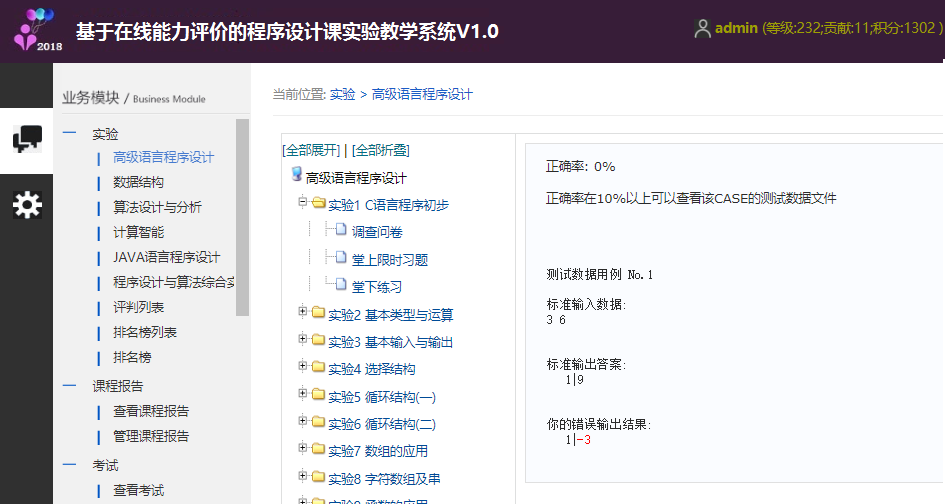 2018 基于在线能力评价的程序设计课实验教学系统V1.0
admin (等级:232;贡献:11;积分:1302 )
业务模块 / Business Module
实验
高级语言程序设计
数据结构
算法设计与分析
计算智能
JAVA语言程序设计
程序设计与算法综合
评判列表
排名榜列表
排名榜
课程报告
查看课程报告
管理课程报告
考试
查看考试
当前位置: 实验 > 高级语言程序设计
[全部展开] | [全部折叠]
高级语言程序设计
实验1 C语言程序初步
调查问卷
堂上限时习题
堂下练习
实验2 基本类型与运算
实验3 基本输入与输出
实验4 选择结构
实验5 循环结构(一)
实验6 循环结构(二)
实验7 数组的应用
实验8 字符数组及串
实验9 函数的应用
正确率: 0%
正确率在10%以上可以查看该CASE的测试数据文件
测试数据用例 No.1
标准输入数据:
3 6
标准输出答案:
1|9
你的错误输出结果:
1|-3